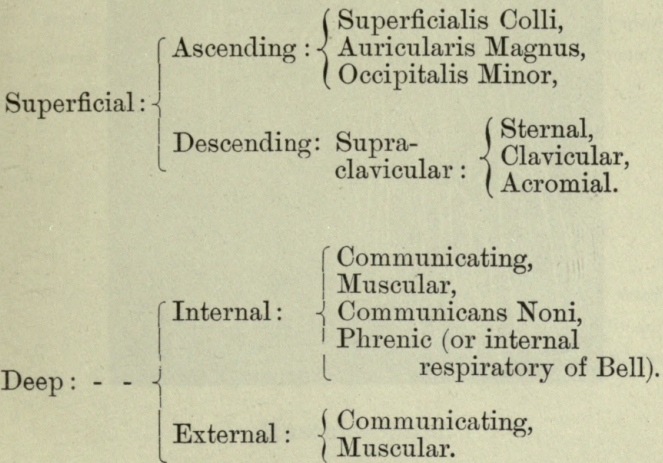 Superficialis Colli,
Ascending : Auricularis Magnus,
Occipitalis Minor,
Superficial :
Sternal,
Descending: Supra-
clavicular : Clavicular,
Acromial.
Communicating,
Muscular,
Internal : Communicans Noni,
Phrenic (or internal
respiratory of Bell).
Deep : - -
Communicating,
External : Muscular.